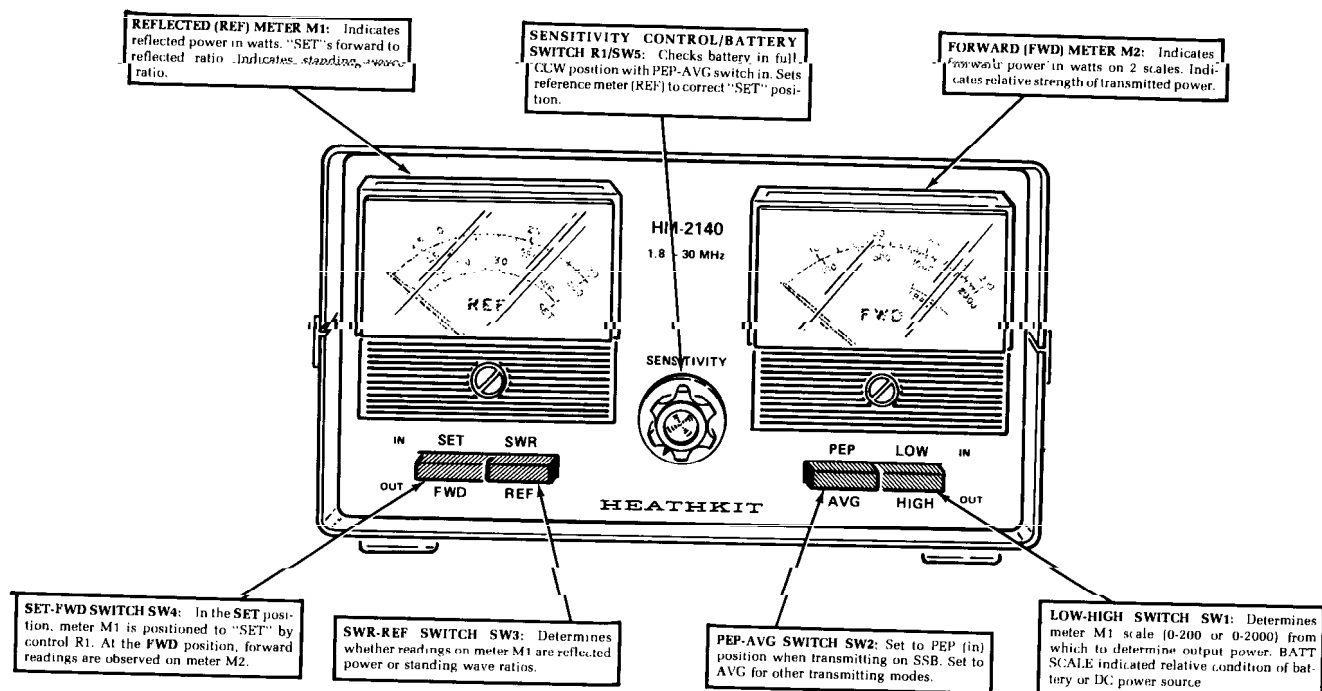 REFLECTED (REF) METER M1: Indicates
reflected power in watts. "SET"s forward to
reflected ratio. Indicates standing wave
ratio.
SENSITIVITY CONTROL/BATTERY
SWITCH R1/SW5: Checks battery in full
CCW position with PEP-AVG switch in. Sets
reference meter (REF) to correct "SET" posi-
tion.
FORWARD (FWD) METER M2: Indicates
forward power in watts on 2 scales. Indi-
cates relative strength of transmitted power.
HM-2140
1.8 - 30 MHz
REF
FWD
SENSITIVITY
IN SET SWR
OUT FWD REF
PEP LOW IN
AVG HIGH OUT
HEATHKIT
SET-FWD SWITCH SW4: In the SET posi-
tion, meter M1 is positioned to "SET" by
control R1. At the FWD position, forward
readings are observed on meter M2.
SWR-REF SWITCH SW3: Determines
whether readings on meter M1 are reflected
power or standing wave ratios.
PEP-AVG SWITCH SW2: Set to PEP (in)
position when transmitting on SSB. Set to
AVG for other transmitting modes.
LOW-HIGH SWITCH SW1: Determines
meter M1 scale (0-200 or 0-2000) from
which to determine output power. BATT
SCALE indicated relative condition of bat-
tery or DC power source